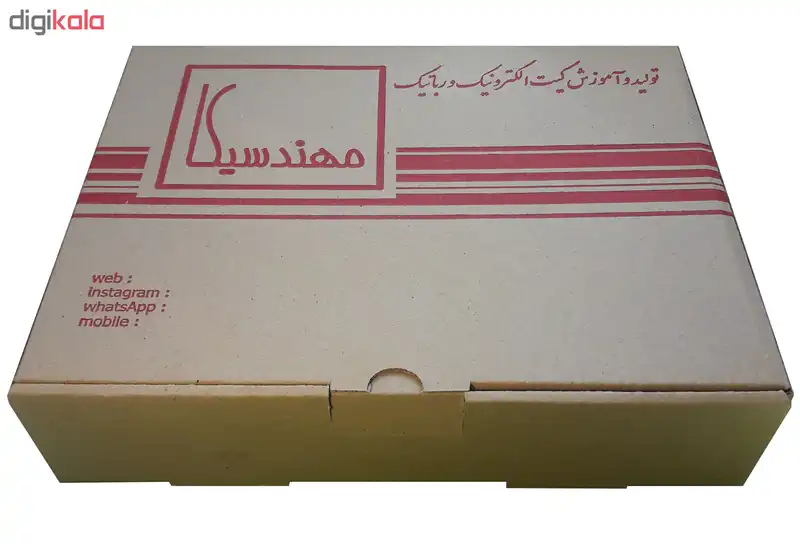 digikala
تولید و آموزش کیت الکترونیک و رباتیک
مهندسیکا
web :
instagram :
whatsApp :
mobile :